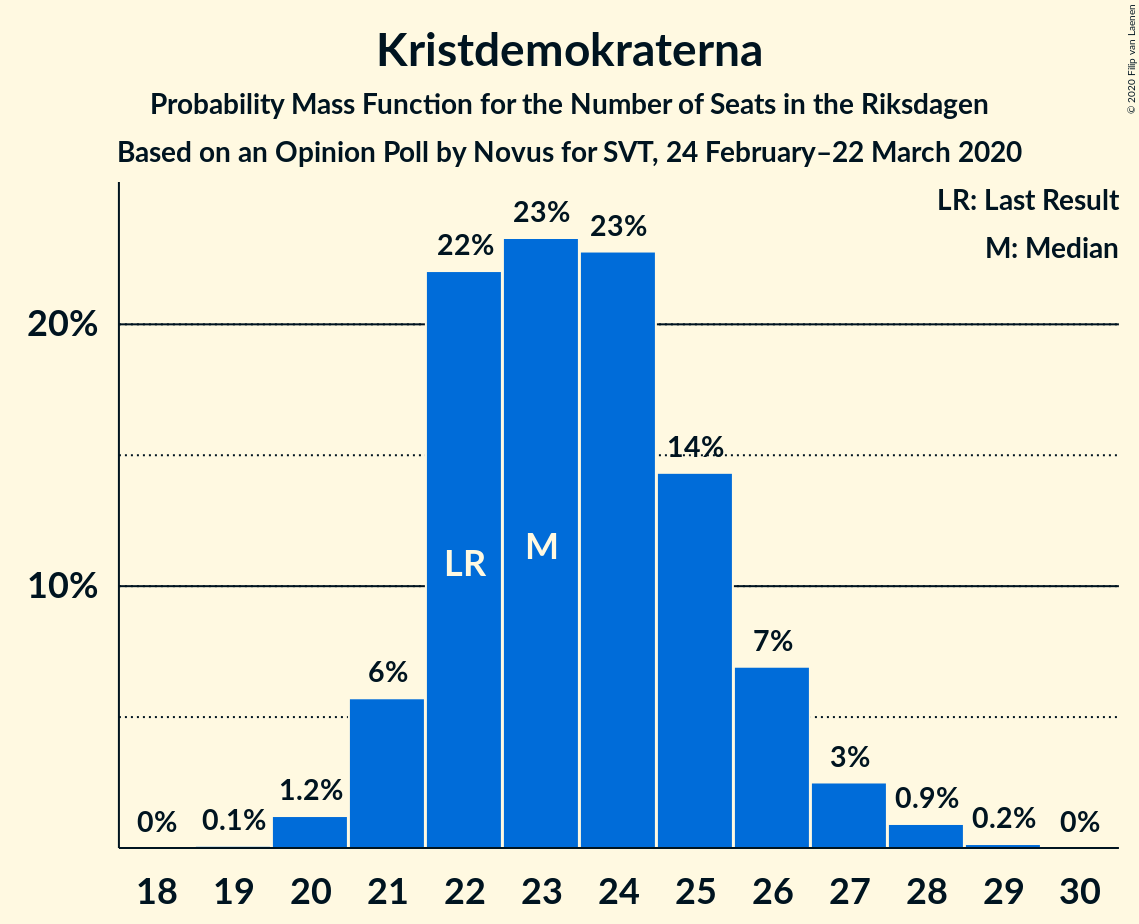 Kristdemokraterna
Probability Mass Function for the Number of Seats in the Riksdagen
Based on an Opinion Poll by Novus for SVT, 24 February–22 March 2020
© 2020 Filip van Laenen
LR: Last Result
M: Median
20%
10%
0%
0.1%
1.2%
6%
22%
23%
23%
14%
7%
3%
0.9%
0.2%
0%
LR
M
18 19 20 21 22 23 24 25 26 27 28 29 30